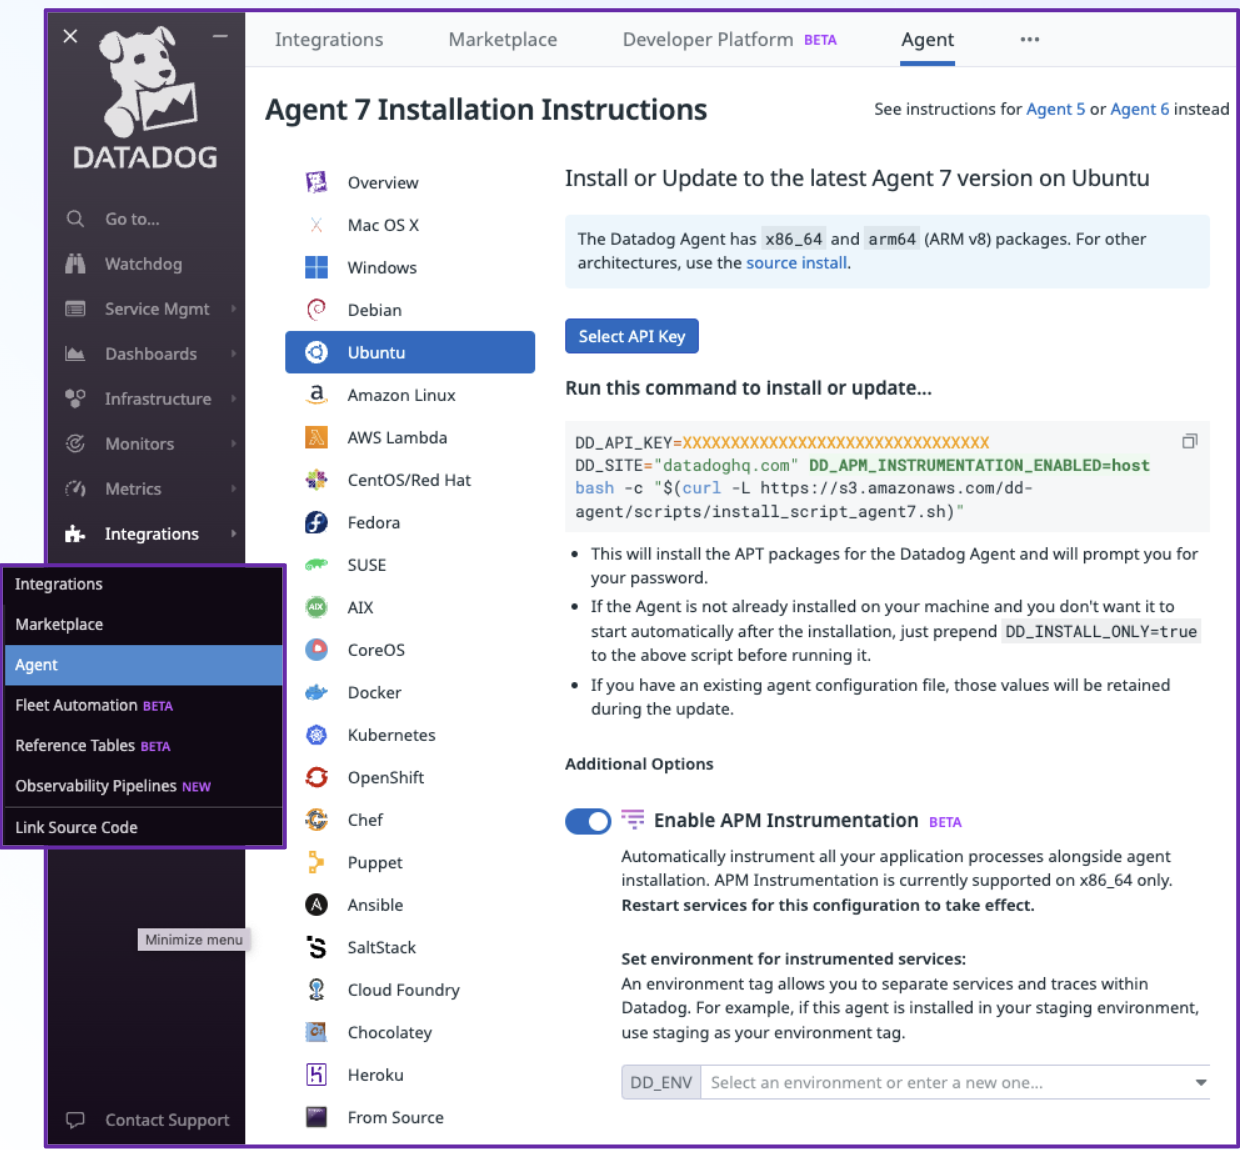 DATADOG
Go to...
Watchdog
Service Mgmt
Dashboards
Infrastructure
Monitors
Metrics
Integrations
Integrations
Marketplace
Agent
Fleet Automation BETA
Reference Tables BETA
Observability Pipelines NEW
Link Source Code
Minimize menu
Contact Support
Integrations Marketplace Developer Platform BETA Agent •••
Agent 7 Installation Instructions
See instructions for Agent 5 or Agent 6 instead
Overview
Mac OS X
Windows
Debian
Ubuntu
Amazon Linux
AWS Lambda
CentOS/Red Hat
Fedora
SUSE
AIX
AIX
CoreOS
Docker
Kubernetes
OpenShift
Chef
Puppet
Ansible
SaltStack
Cloud Foundry
Chocolatey
Heroku
From Source
Install or Update to the latest Agent 7 version on Ubuntu
The Datadog Agent has x86_64 and arm64 (ARM v8) packages. For other
architectures, use the source install.
Select API Key
Run this command to install or update...
DD_API_KEY=XXXXXXXXXXXXXXXXXXXXXXXXXXXXXXXX
DD_SITE="datadoghq.com" DD_APM_INSTRUMENTATION_ENABLED=host
bash -c "$(curl -L https://s3.amazonaws.com/dd-
agent/scripts/install_script_agent7.sh)"
• This will install the APT packages for the Datadog Agent and will prompt you for
your password.
• If the Agent is not already installed on your machine and you don't want it to
start automatically after the installation, just prepend DD_INSTALL_ONLY=true
to the above script before running it.
• If you have an existing agent configuration file, those values will be retained
during the update.
Additional Options
Enable APM Instrumentation BETA
Automatically instrument all your application processes alongside agent
installation. APM Instrumentation is currently supported on x86_64 only.
Restart services for this configuration to take effect.
Set environment for instrumented services:
An environment tag allows you to separate services and traces within
Datadog. For example, if this agent is installed in your staging environment,
use staging as your environment tag.
DD_ENV Select an environment or enter a new one...